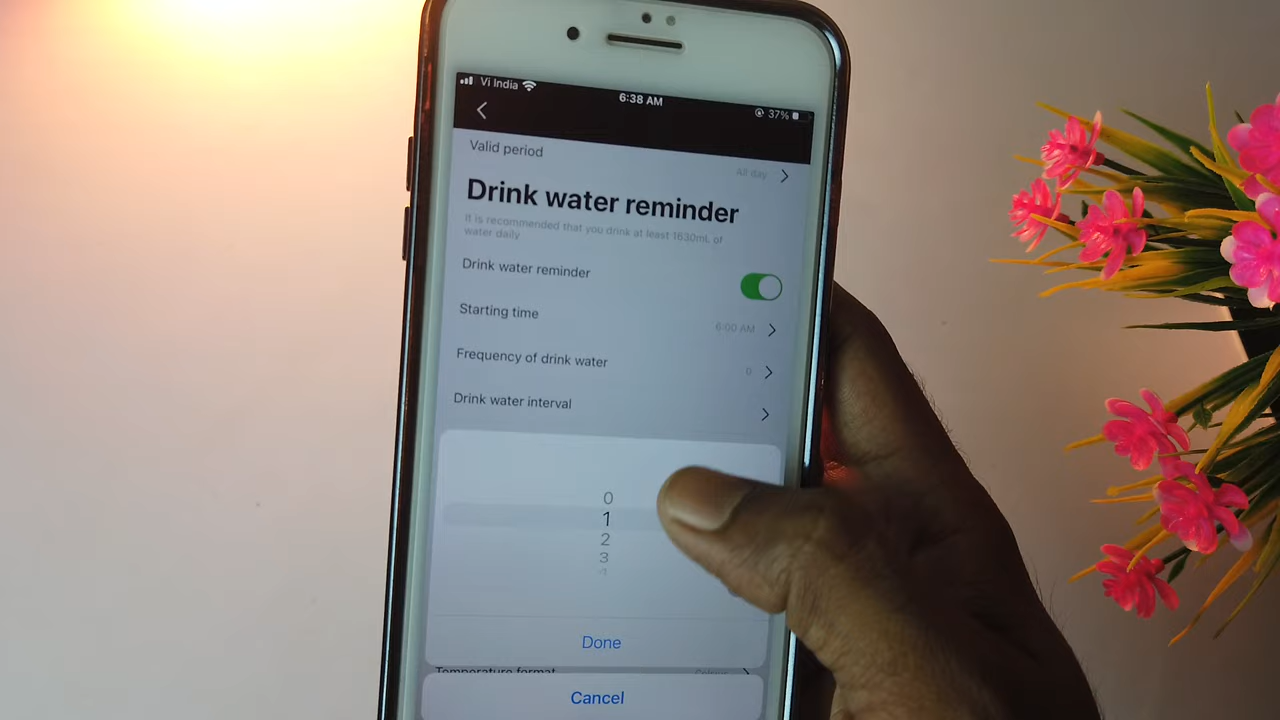 Vi India
6:38 AM
37%
Valid period
All day
Drink water reminder
It is recommended that you drink at least 1630mL of
water daily
Drink water reminder
Starting time
6:00 AM
Frequency of drink water
0
Drink water interval
0
1
2
3
Done
Temperature format
Cancel